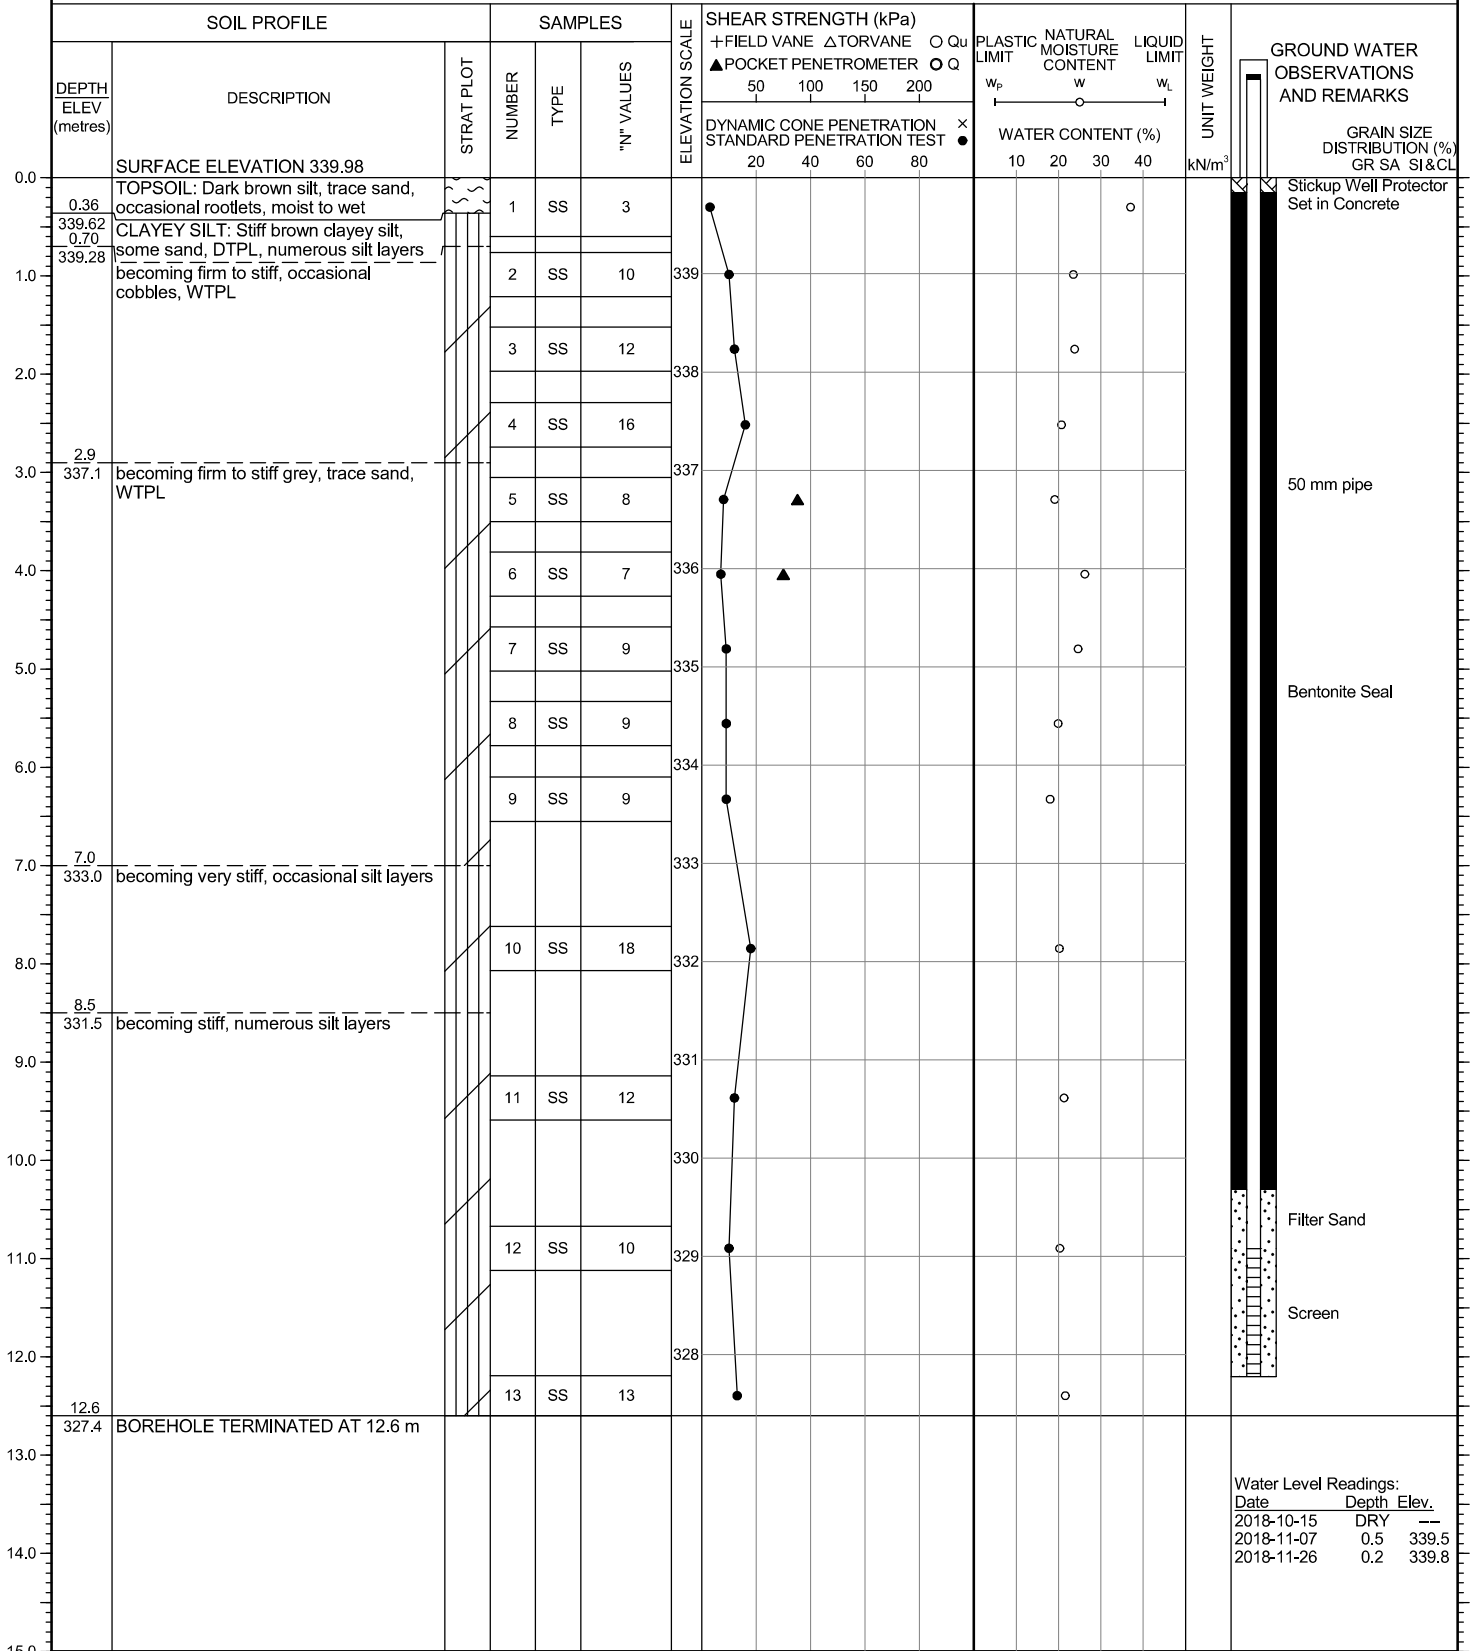 SOIL PROFILE
SAMPLES
DEPTH
ELEV
(metres)
DESCRIPTION
STRAT PLOT
NUMBER
TYPE
"N" VALUES
ELEVATION SCALE
SHEAR STRENGTH (kPa)
+FIELD VANE △TORVANE ○ Qu
▲POCKET PENETROMETER ○ Q
50 100 150 200
DYNAMIC CONE PENETRATION ×
STANDARD PENETRATION TEST ●
20 40 60 80
PLASTIC LIMIT
NATURAL MOISTURE CONTENT
LIQUID LIMIT
WP W WL
WATER CONTENT (%)
10 20 30 40
UNIT WEIGHT
kN/m³
GROUND WATER
OBSERVATIONS
AND REMARKS
GRAIN SIZE
DISTRIBUTION (%)
GR SA SI&CL
SURFACE ELEVATION 339.98
0.0
TOPSOIL: Dark brown silt, trace sand,
occasional rootlets, moist to wet
0.36
339.62
1 SS 3
Stickup Well Protector
Set in Concrete
CLAYEY SILT: Stiff brown clayey silt,
some sand, DTPL, numerous silt layers
0.70
339.28
becoming firm to stiff, occasional
cobbles, WTPL
1.0
2 SS 10
339
3 SS 12
2.0
338
4 SS 16
2.9
337.1
becoming firm to stiff grey, trace sand,
WTPL
337
3.0
5 SS 8
50 mm pipe
4.0
6 SS 7
336
7 SS 9
5.0
335
Bentonite Seal
8 SS 9
6.0
334
9 SS 9
7.0
7.0
333.0
becoming very stiff, occasional silt layers
333
10 SS 18
8.0
332
8.5
331.5
becoming stiff, numerous silt layers
9.0
331
11 SS 12
10.0
330
Filter Sand
12 SS 10
11.0
329
Screen
12.0
328
13 SS 13
12.6
327.4
BOREHOLE TERMINATED AT 12.6 m
13.0
Water Level Readings:
Date Depth Elev.
2018-10-15 DRY ---
2018-11-07 0.5 339.5
2018-11-26 0.2 339.8
14.0
15.0